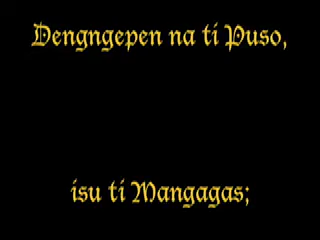 Dengngepen na ti Puso,
isu ti Mangagas;